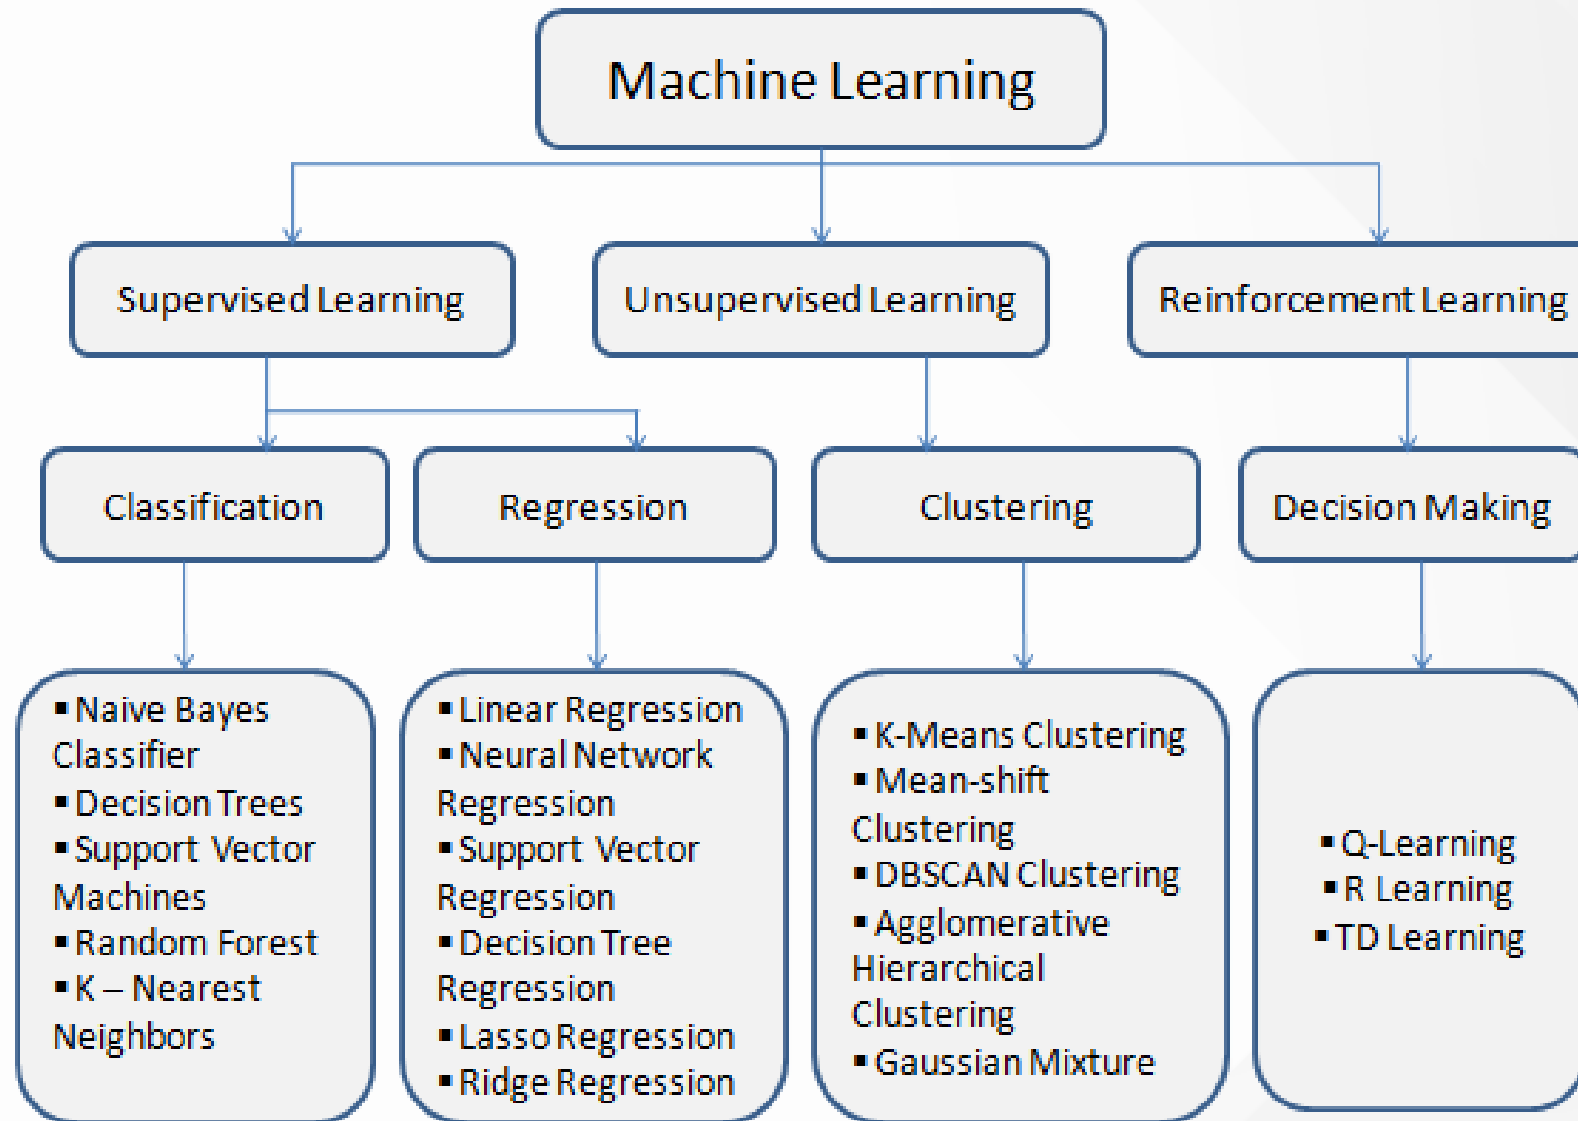 Machine Learning
Supervised Learning
Unsupervised Learning
Reinforcement Learning
Classification
Regression
Clustering
Decision Making
▪ Naive Bayes
Classifier
▪ Decision Trees
▪ Support Vector
Machines
▪ Random Forest
▪ K – Nearest
Neighbors
▪ Linear Regression
▪ Neural Network
Regression
▪ Support Vector
Regression
▪ Decision Tree
Regression
▪ Lasso Regression
▪ Ridge Regression
▪ K-Means Clustering
▪ Mean-shift
Clustering
▪ DBSCAN Clustering
▪ Agglomerative
Hierarchical
Clustering
▪ Gaussian Mixture
▪ Q-Learning
▪ R Learning
▪ TD Learning